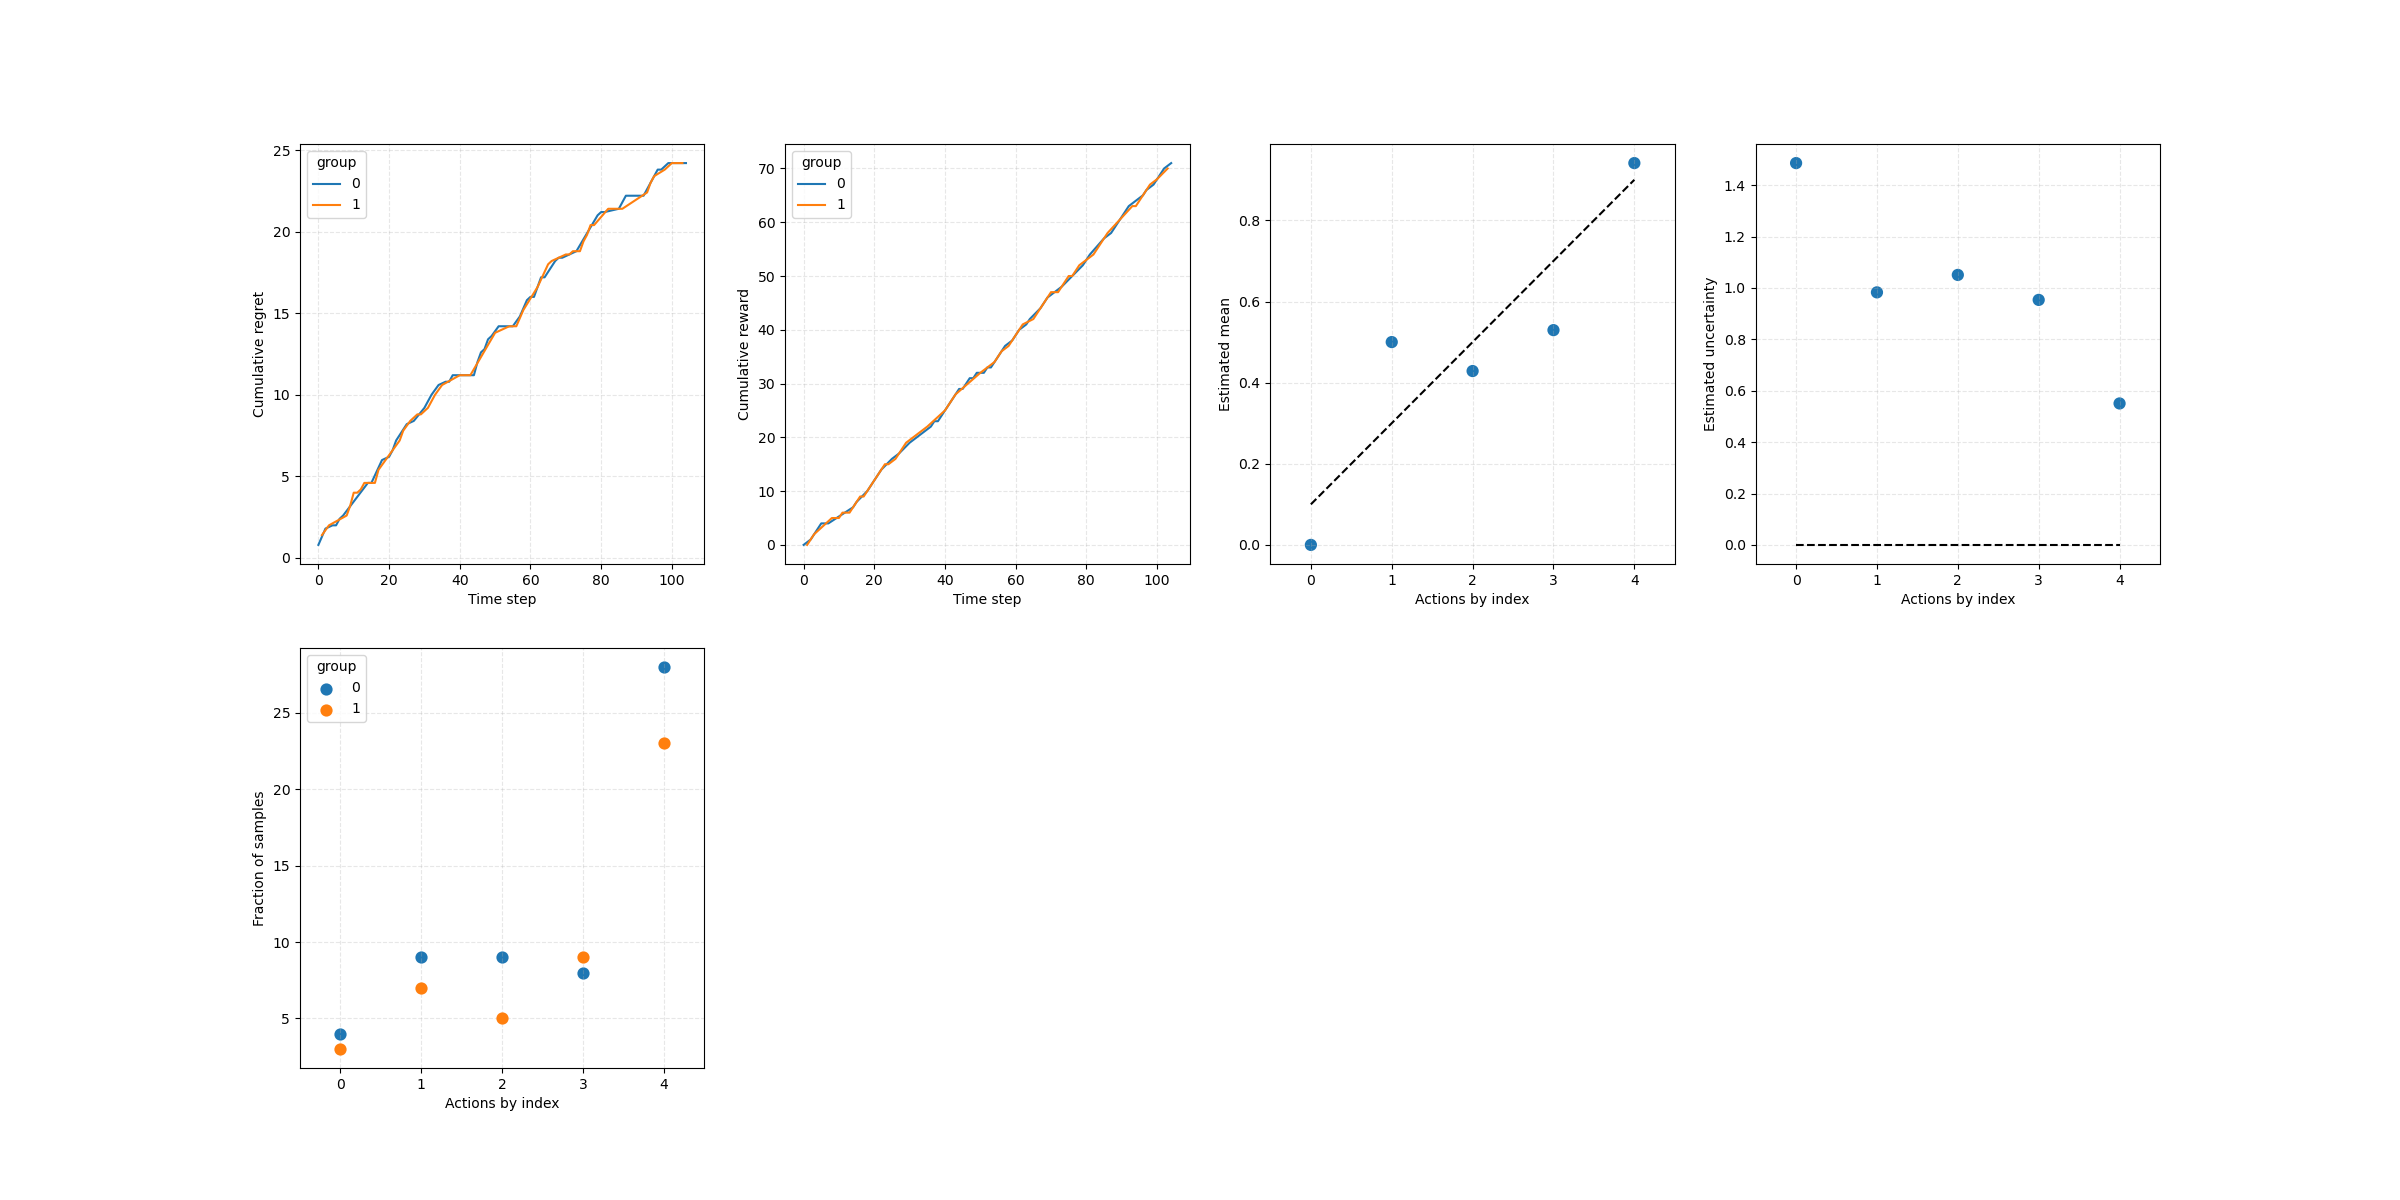 group
0
1
25
20
15
10
5
0
Cumulative regret
0 20 40 60 80 100
Time step
group
0
1
70
60
50
40
30
20
10
0
Cumulative reward
0 20 40 60 80 100
Time step
0.8
0.6
0.4
0.2
0.0
Estimated mean
0 1 2 3 4
Actions by index
1.4
1.2
1.0
0.8
0.6
0.4
0.2
0.0
Estimated uncertainty
0 1 2 3 4
Actions by index
group
0
1
25
20
15
10
5
Fraction of samples
0 1 2 3 4
Actions by index